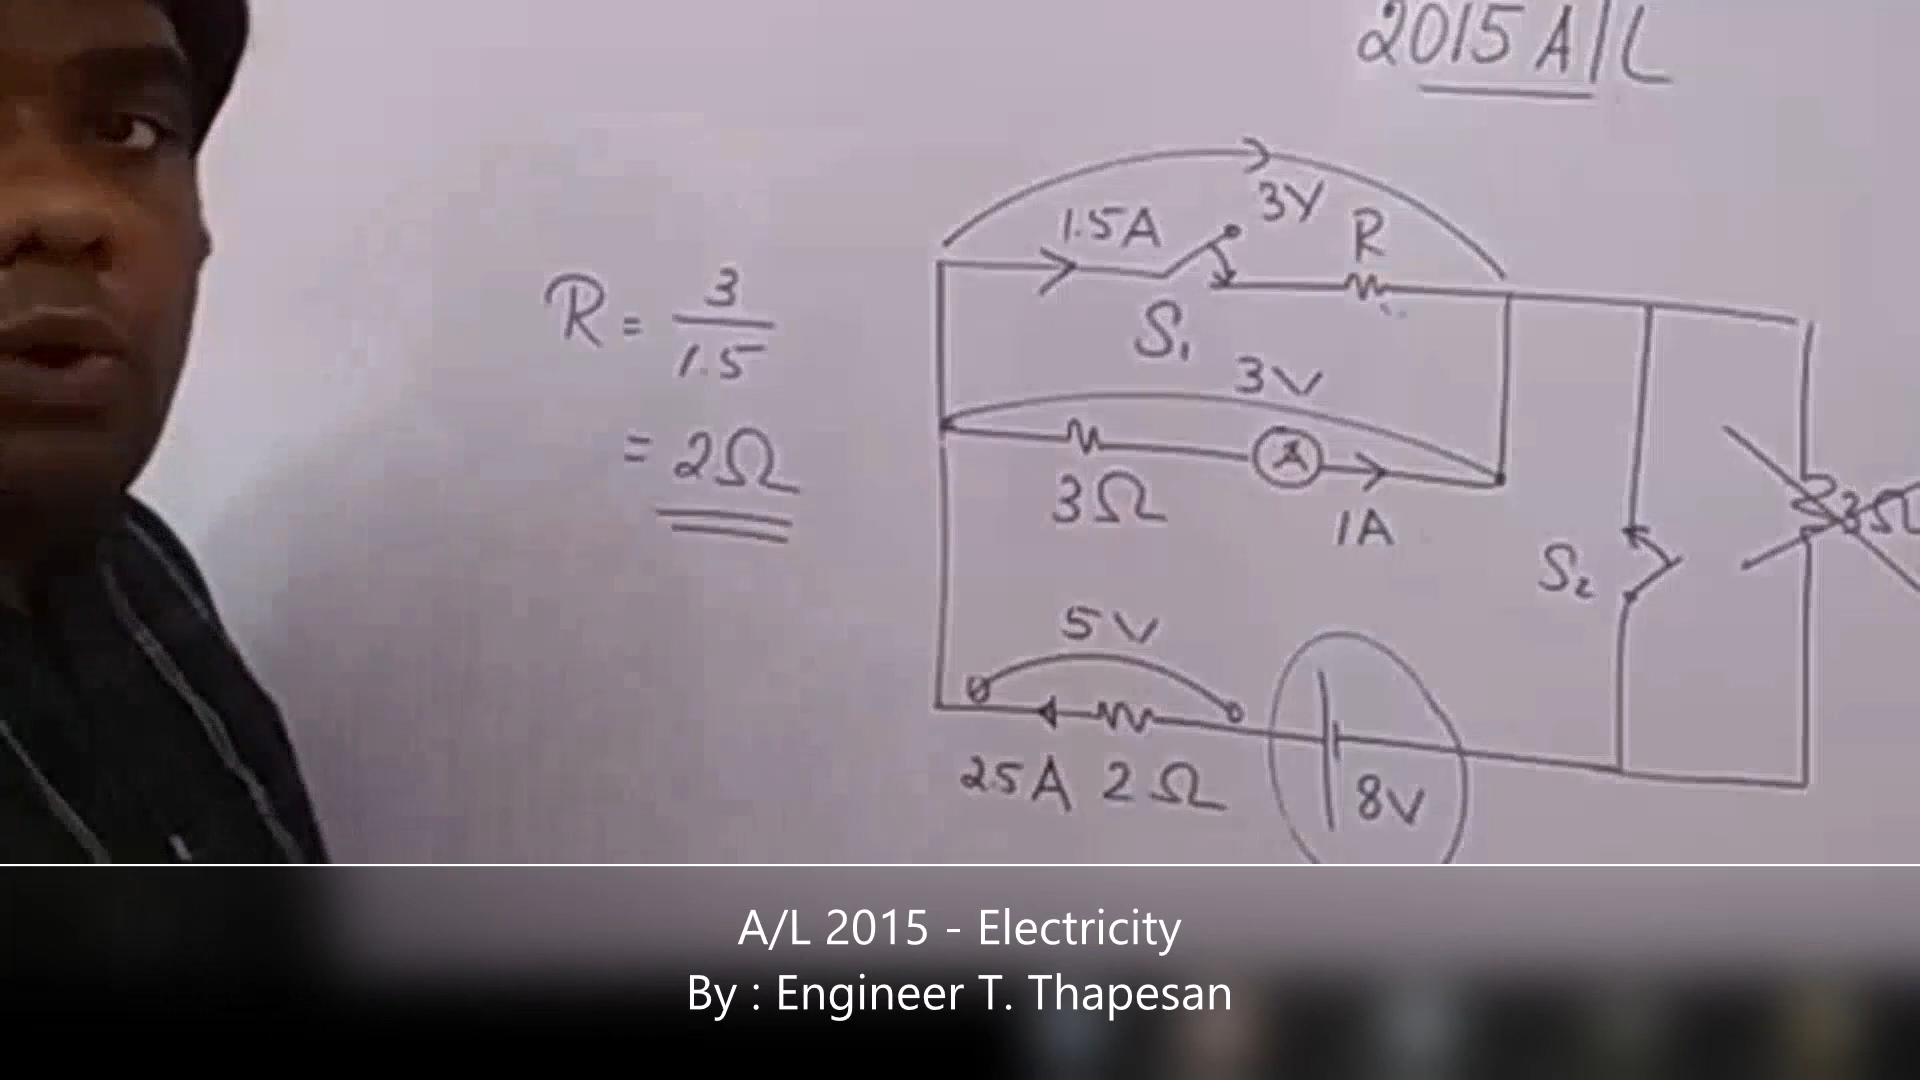 2015 A/L
3V
1.5A
R
S₁
R = 3/1.5
= 2Ω
3V
3Ω
A
1A
S₂
3Ω
5V
2.5A 2Ω
8V
A/L 2015 - Electricity
By : Engineer T. Thapesan